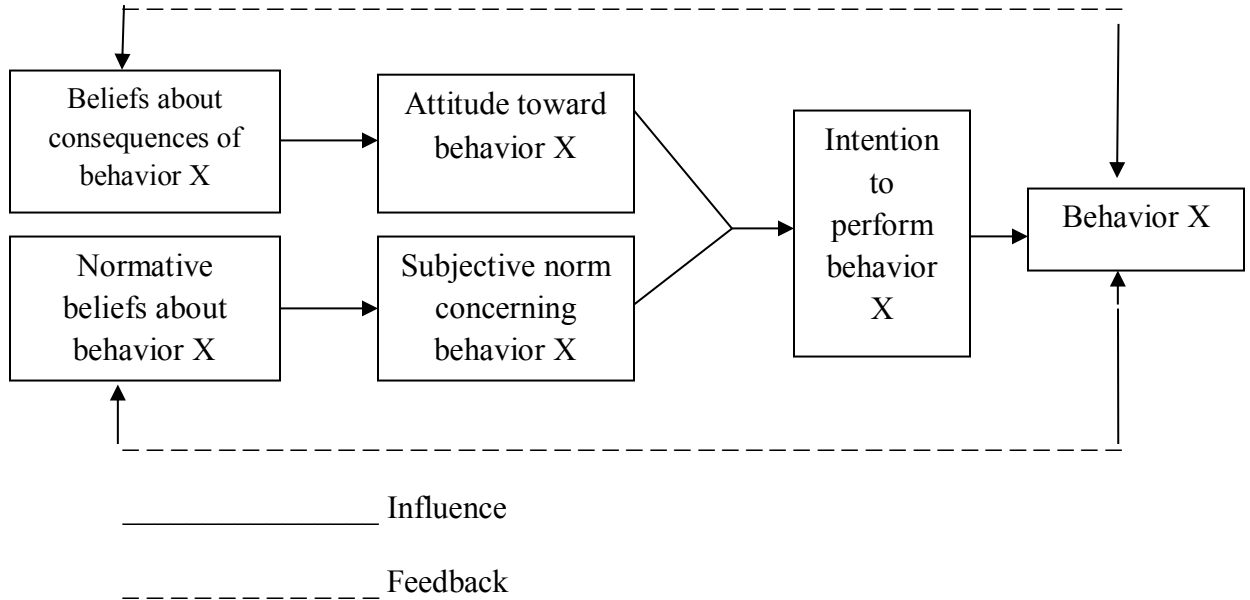 Beliefs about
consequences of
behavior X
Attitude toward
behavior X
Intention
to
perform
behavior
X
Behavior X
Normative
beliefs about
behavior X
Subjective norm
concerning
behavior X
Influence
Feedback